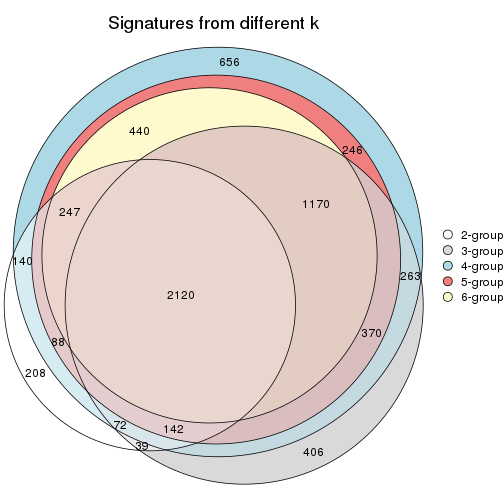 Signatures from different k
656
440
246
1170
247
140
263
2120
370
88
208
72
142
39
406
2-group
3-group
4-group
5-group
6-group